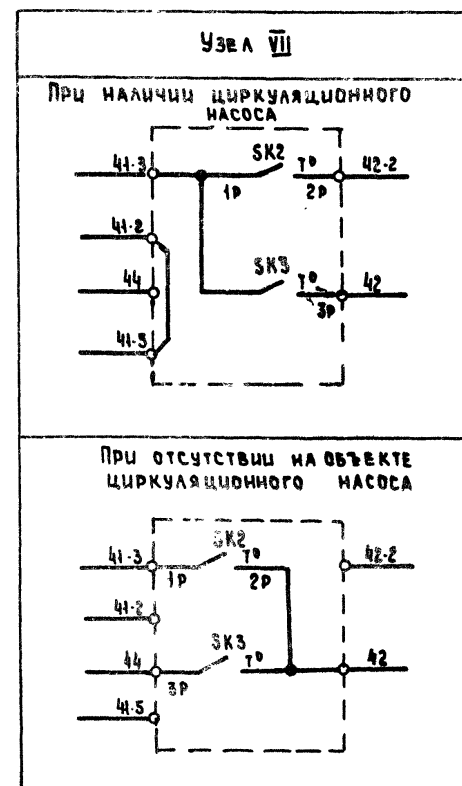 Узел VII
При наличии циркуляционного
насоса
41-3 SK2 t° 42-2
1P 2P
41-2
44 SK3 t° 42
3P
41-5
При отсутствии на объекте
циркуляционного насоса
41-3 SK2 t° 42-2
1P 2P
41-2
44 SK3 t° 42
3P
41-5